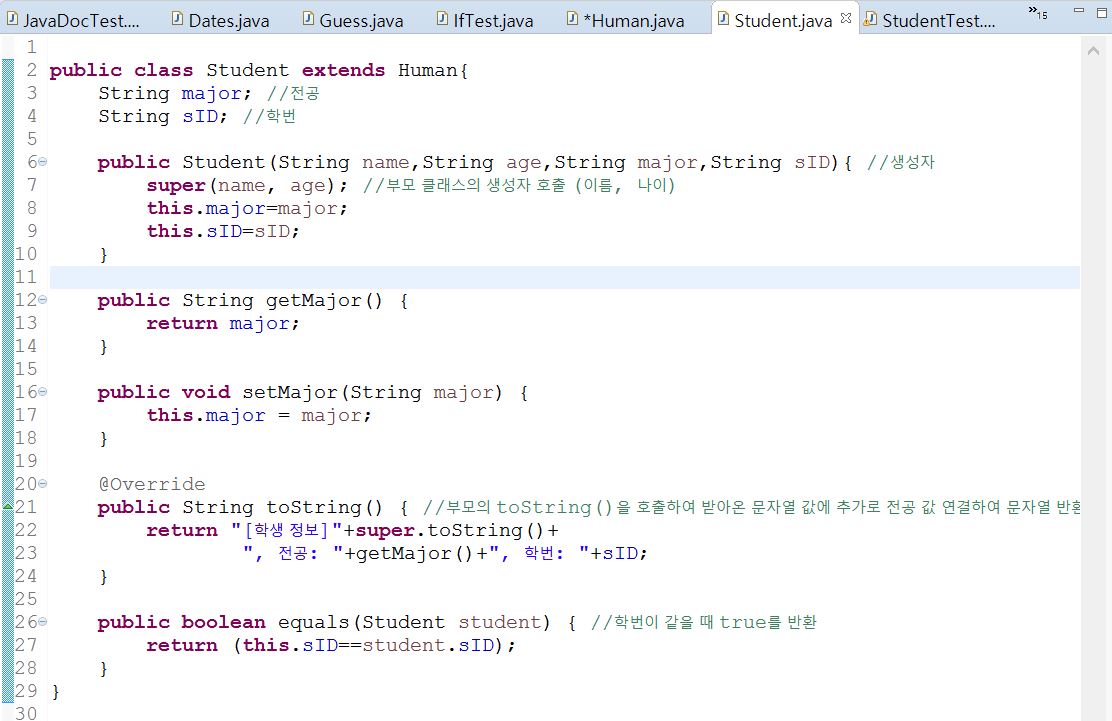 JavaDocTest.... Dates.java Guess.java IfTest.java *Human.java Student.java StudentTest.... »15
1
2 public class Student extends Human{
3 String major; //전공
4 String sID; //학번
5
6 public Student(String name,String age,String major,String sID){ //생성자
7 super(name, age); //부모 클래스의 생성자 호출 (이름, 나이)
8 this.major=major;
9 this.sID=sID;
10 }
11
12 public String getMajor() {
13 return major;
14 }
15
16 public void setMajor(String major) {
17 this.major = major;
18 }
19
20 @Override
21 public String toString() { //부모의 toString()을 호출하여 받아온 문자열 값에 추가로 전공 값 연결하여 문자열 반환
22 return "[학생 정보]"+super.toString()+
23 ", 전공: "+getMajor()+", 학번: "+sID;
24 }
25
26 public boolean equals(Student student) { //학번이 같을 때 true를 반환
27 return (this.sID==student.sID);
28 }
29 }
30